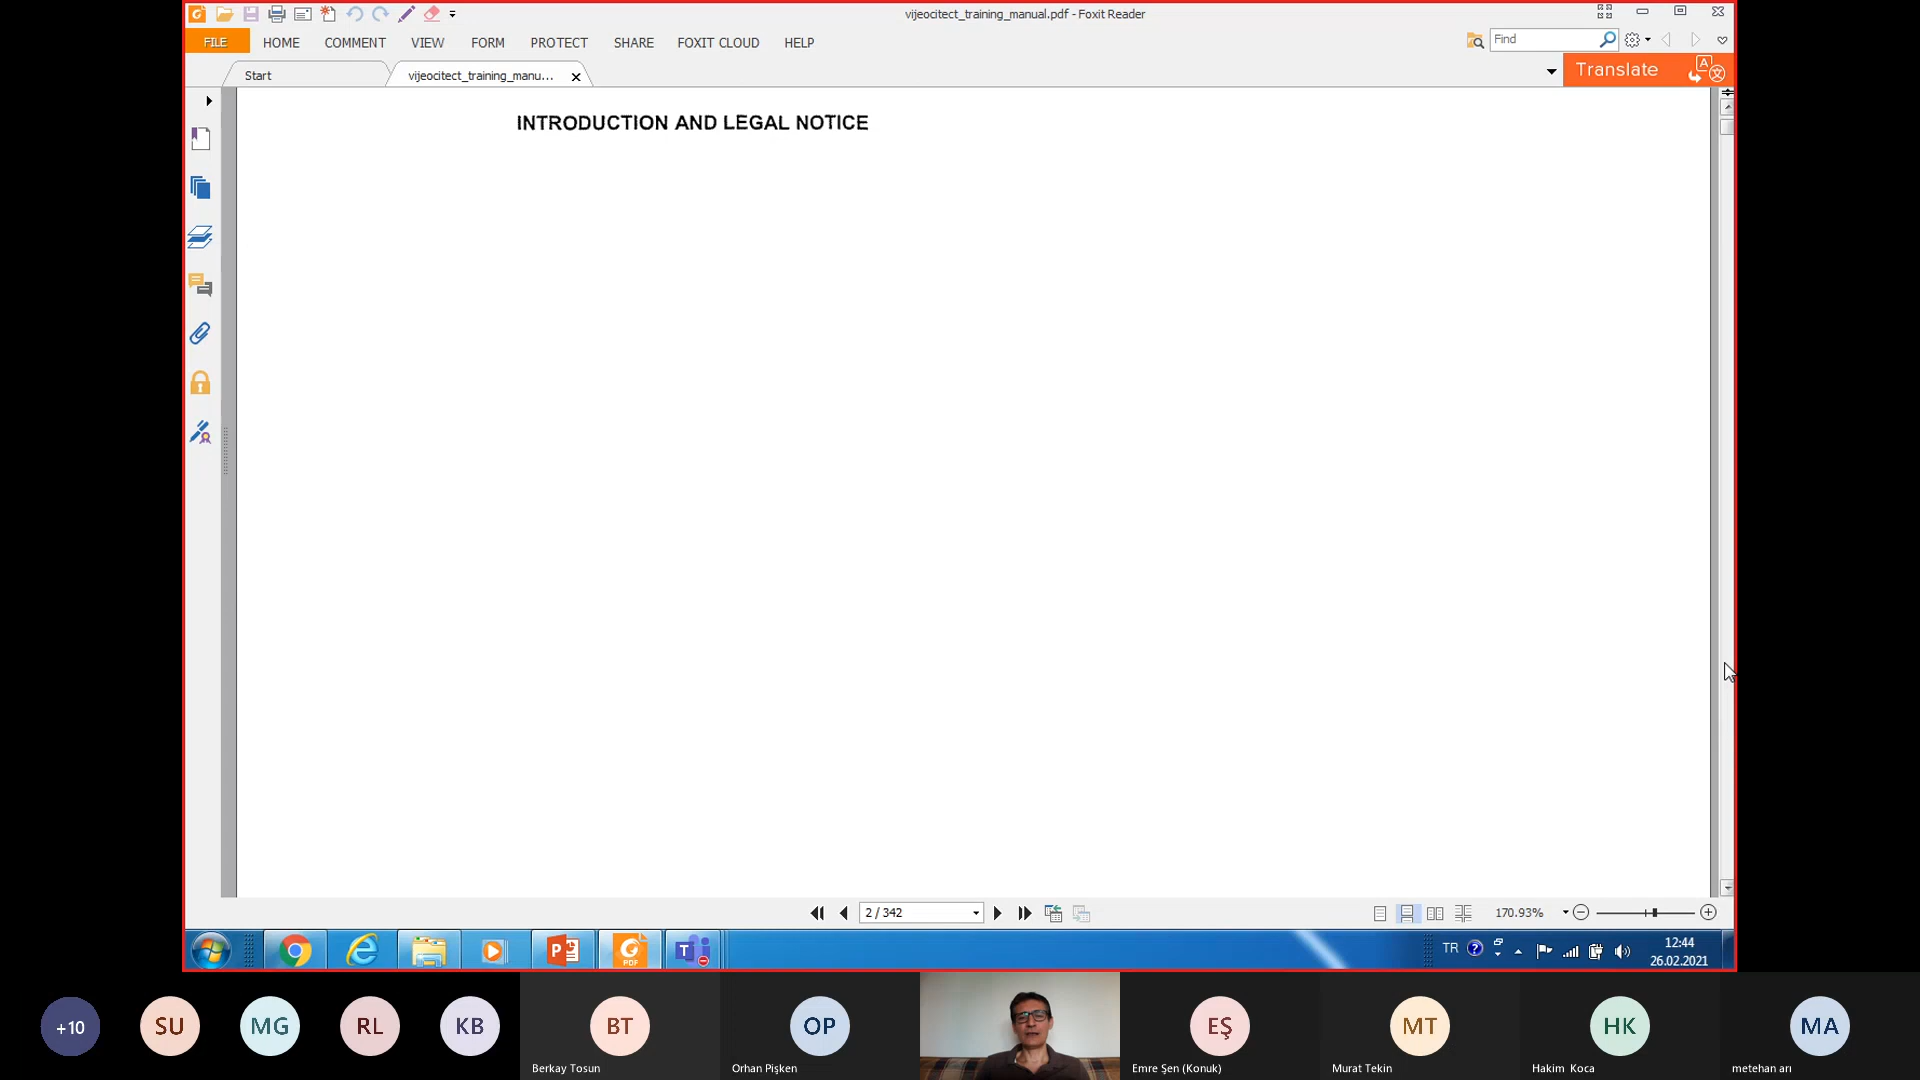 vijeocitect_training_manual.pdf - Foxit Reader
FILE HOME COMMENT VIEW FORM PROTECT SHARE FOXIT CLOUD HELP
Find
Start
vijeocitect_training_manu...
Translate
INTRODUCTION AND LEGAL NOTICE
2 / 342
170.93%
TR
12:44
26.02.2021
+10
SU
MG
RL
KB
BT
Berkay Tosun
OP
Orhan Pişken
EŞ
Emre Şen (Konuk)
MT
Murat Tekin
HK
Hakim Koca
MA
metehan arı